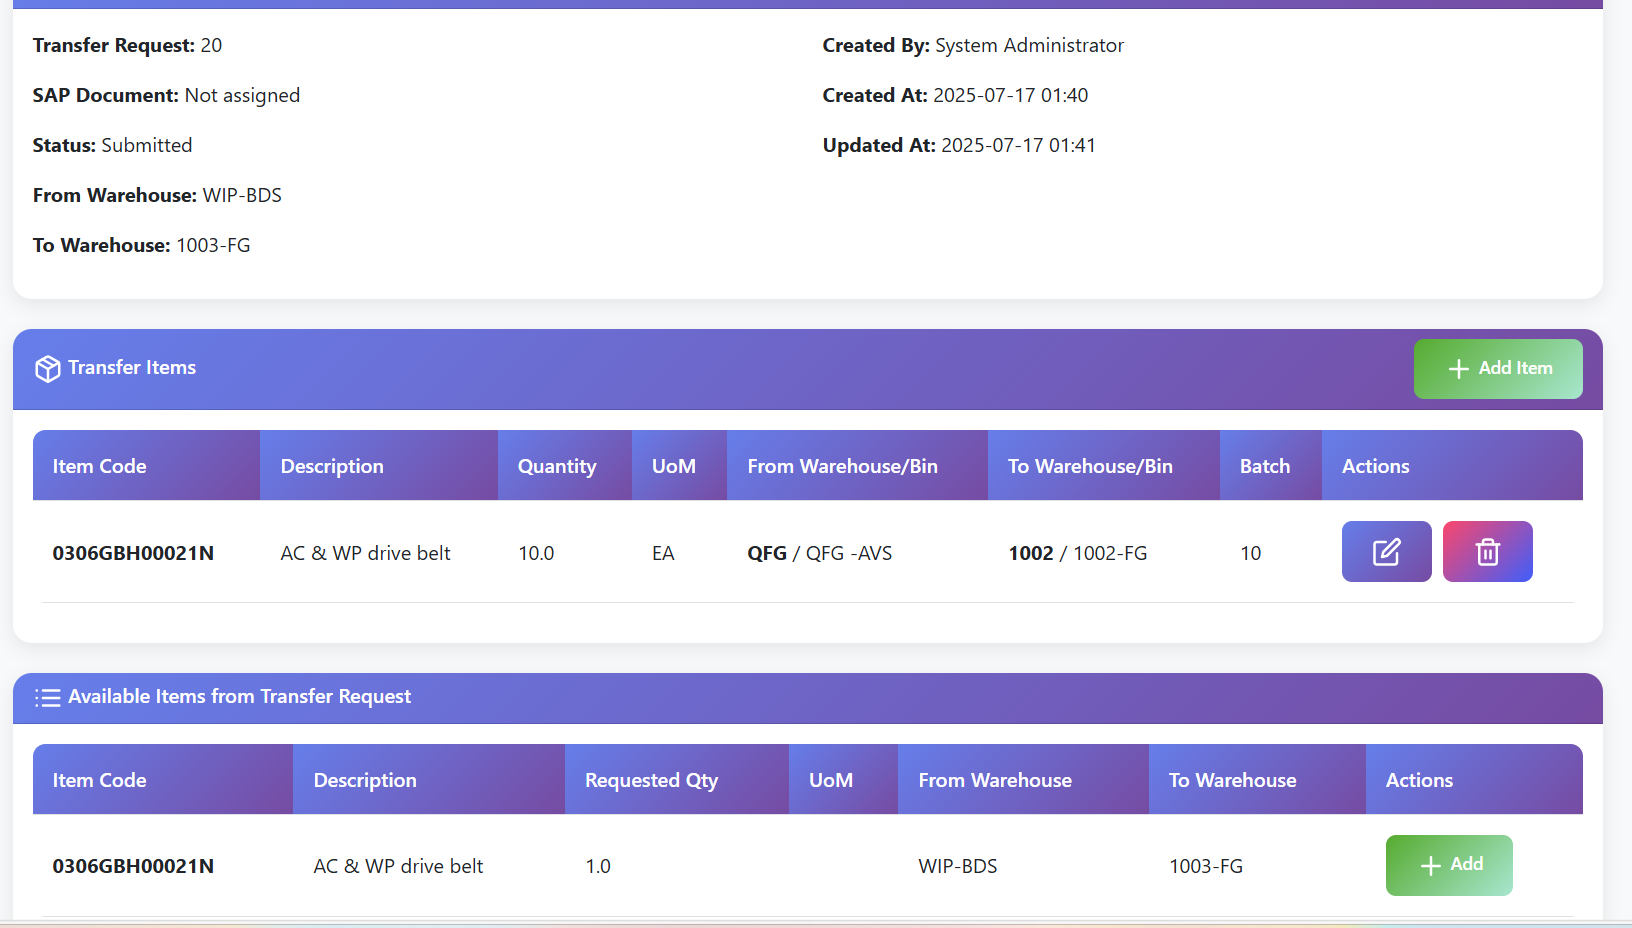 Transfer Request: 20
SAP Document: Not assigned
Status: Submitted
From Warehouse: WIP-BDS
To Warehouse: 1003-FG
Created By: System Administrator
Created At: 2025-07-17 01:40
Updated At: 2025-07-17 01:41
Transfer Items
Add Item
Item Code Description Quantity UoM From Warehouse/Bin To Warehouse/Bin Batch Actions
0306GBH00021N AC & WP drive belt 10.0 EA QFG / QFG -AVS 1002 / 1002-FG 10
Available Items from Transfer Request
Item Code Description Requested Qty UoM From Warehouse To Warehouse Actions
0306GBH00021N AC & WP drive belt 1.0 WIP-BDS 1003-FG Add